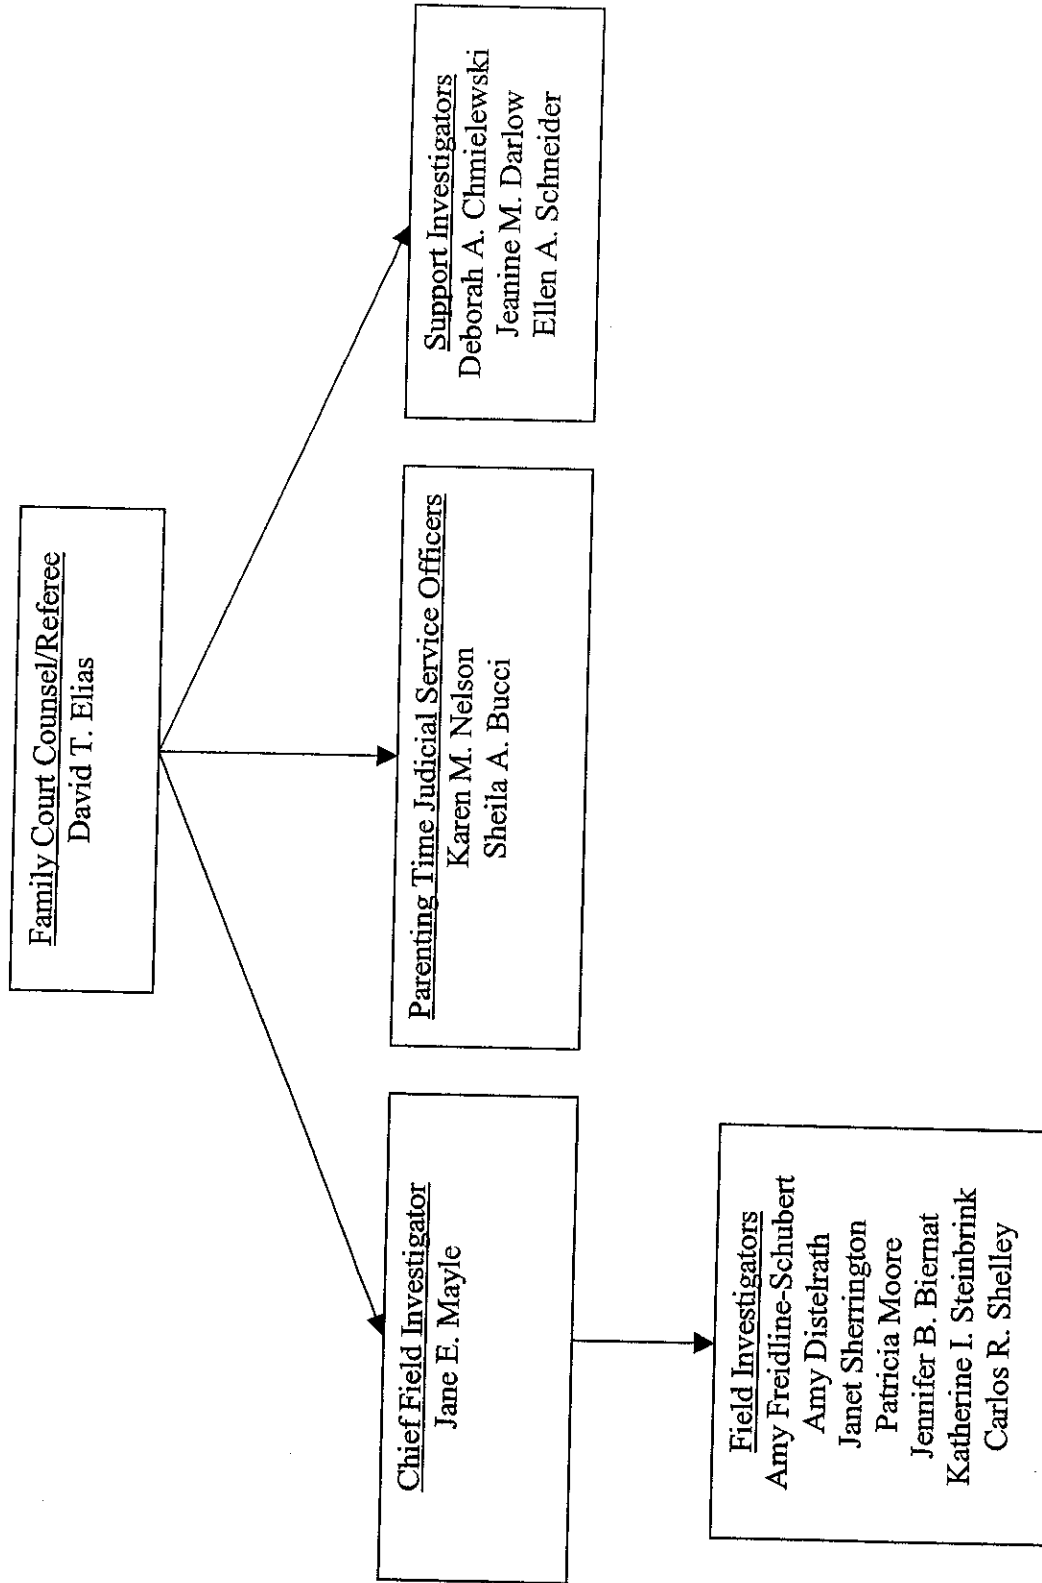 Family Court Counsel/Referee
David T. Elias
Chief Field Investigator
Jane E. Mayle
Parenting Time Judicial Service Officers
Karen M. Nelson
Sheila A. Bucci
Support Investigators
Deborah A. Chmielewski
Jeanine M. Darlow
Ellen A. Schneider
Field Investigators
Amy Freidline-Schubert
Amy Distelrath
Janet Sherrington
Patricia Moore
Jennifer B. Biernat
Katherine I. Steinbrink
Carlos R. Shelley